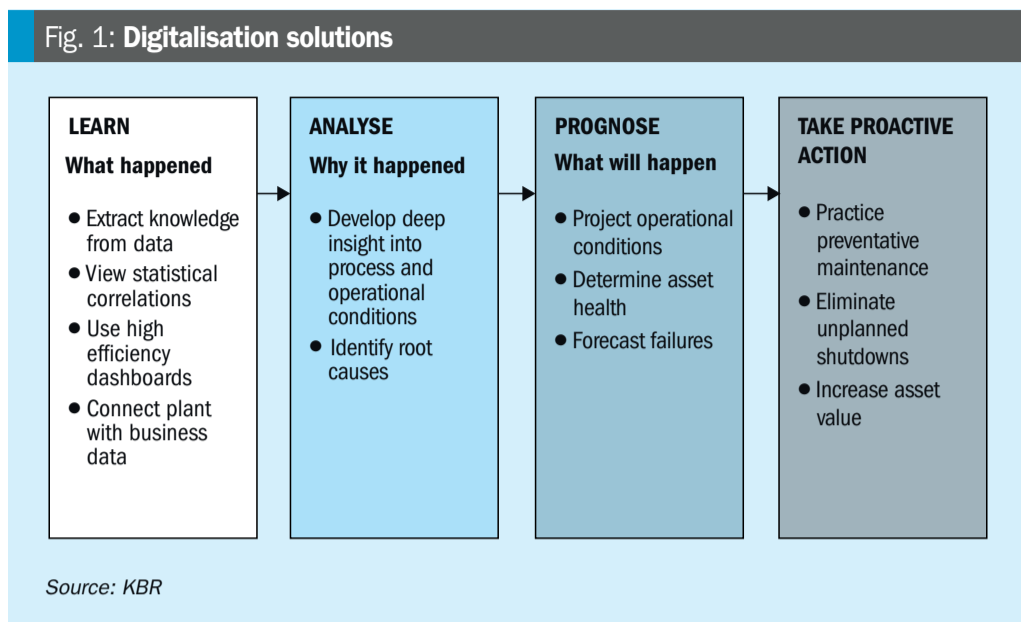 Fig. 1: Digitalisation solutions
LEARN
What happened
● Extract knowledge
from data
● View statistical
correlations
● Use high
efficiency
dashboards
● Connect plant
with business
data
ANALYSE
Why it happened
● Develop deep
insight into
process and
operational
conditions
● Identify root
causes
PROGNOSE
What will happen
● Project operational
conditions
● Determine asset
health
● Forecast failures
TAKE PROACTIVE
ACTION
● Practice
preventative
maintenance
● Eliminate
unplanned
shutdowns
● Increase asset
value
Source: KBR